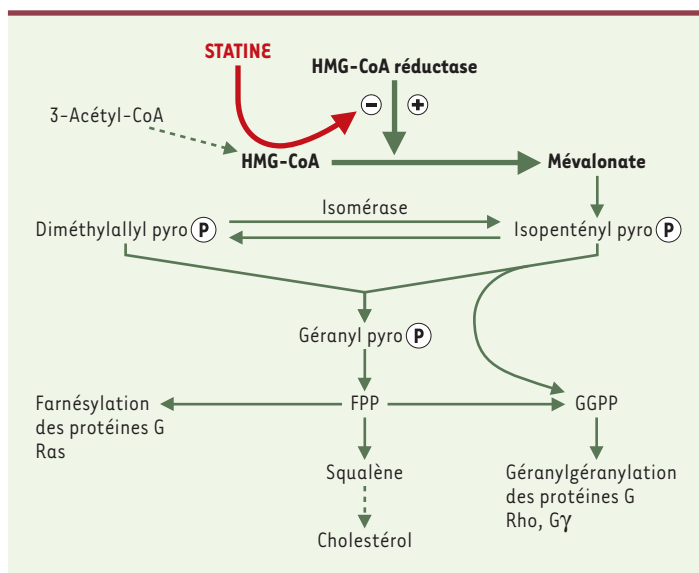 STATINE
HMG-CoA réductase
− +
3-Acétyl-CoA
HMG-CoA
Mévalonate
Isomérase
Diméthylallyl pyro P
Isopentényl pyro P
Géranyl pyro P
Farnésylation
des protéines G
Ras
FPP
GGPP
Squalène
Géranylgéranylation
des protéines G
Rho, Gγ
Cholestérol